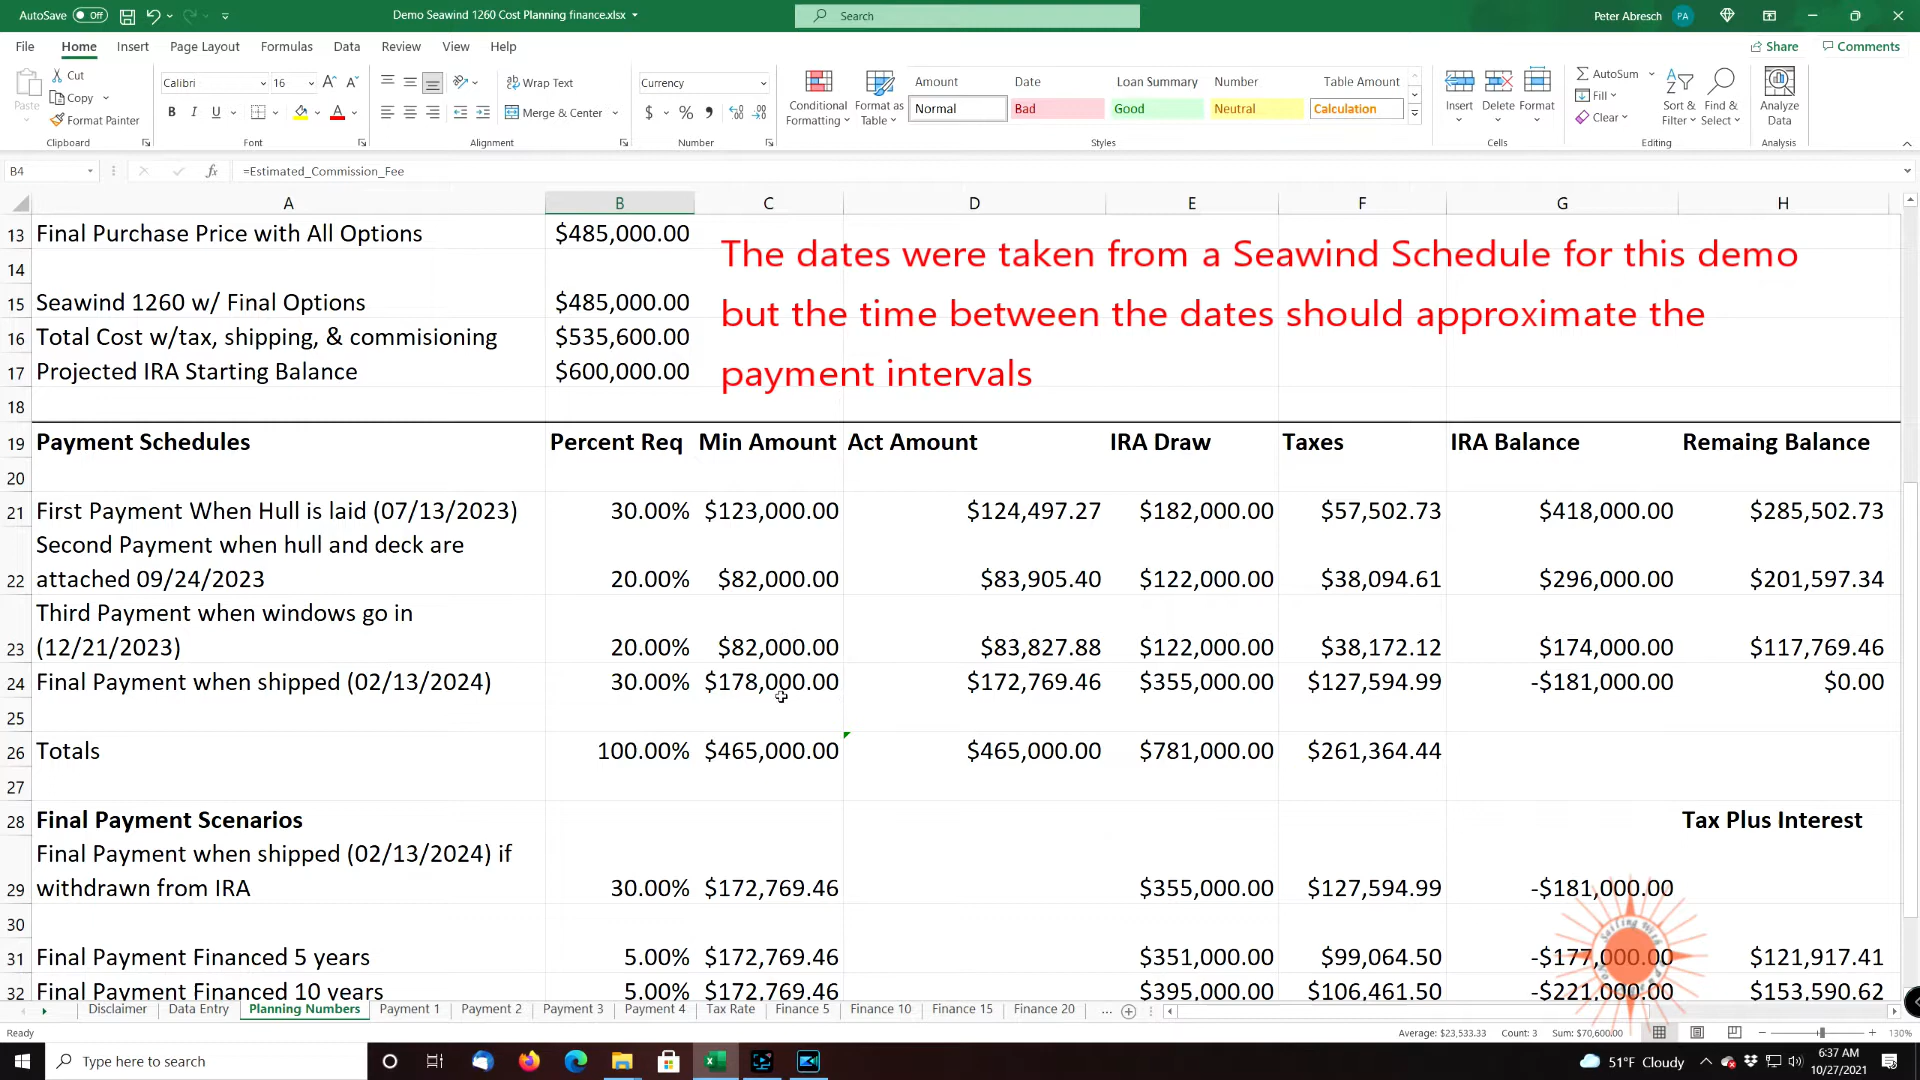 AutoSave Off Demo Seawind 1260 Cost Planning finance.xlsx Search Peter Abresch PA
File Home Insert Page Layout Formulas Data Review View Help Share Comments
Paste Cut Copy Format Painter Clipboard
Calibri 16 B I U Font
Wrap Text Merge & Center Alignment
Currency $ % Number
Conditional Formatting Format as Table
Amount Date Loan Summary Number Table Amount
Normal Bad Good Neutral Calculation
Styles
Insert Delete Format Cells
AutoSum Fill Clear Sort & Filter Find & Select Editing
Analyze Data Analysis
B4 fx =Estimated_Commission_Fee
A B C D E F G H
13 Final Purchase Price with All Options $485,000.00
The dates were taken from a Seawind Schedule for this demo
but the time between the dates should approximate the
payment intervals
14
15 Seawind 1260 w/ Final Options $485,000.00
16 Total Cost w/tax, shipping, & commisioning $535,600.00
17 Projected IRA Starting Balance $600,000.00
18
19 Payment Schedules Percent Req Min Amount Act Amount IRA Draw Taxes IRA Balance Remaing Balance
20
21 First Payment When Hull is laid (07/13/2023) 30.00% $123,000.00 $124,497.27 $182,000.00 $57,502.73 $418,000.00 $285,502.73
Second Payment when hull and deck are
22 attached 09/24/2023 20.00% $82,000.00 $83,905.40 $122,000.00 $38,094.61 $296,000.00 $201,597.34
Third Payment when windows go in
23 (12/21/2023) 20.00% $82,000.00 $83,827.88 $122,000.00 $38,172.12 $174,000.00 $117,769.46
24 Final Payment when shipped (02/13/2024) 30.00% $178,000.00 $172,769.46 $355,000.00 $127,594.99 -$181,000.00 $0.00
25
26 Totals 100.00% $465,000.00 $465,000.00 $781,000.00 $261,364.44
27
28 Final Payment Scenarios Tax Plus Interest
Final Payment when shipped (02/13/2024) if
29 withdrawn from IRA 30.00% $172,769.46 $355,000.00 $127,594.99 -$181,000.00
30
31 Final Payment Financed 5 years 5.00% $172,769.46 $351,000.00 $99,064.50 -$177,000.00 $121,917.41
32 Final Payment Financed 10 years 5.00% $172,769.46 $395,000.00 $106,461.50 -$221,000.00 $153,590.62
Disclaimer Data Entry Planning Numbers Payment 1 Payment 2 Payment 3 Payment 4 Tax Rate Finance 5 Finance 10 Finance 15 Finance 20 ...
Ready Average: $23,533.33 Count: 3 Sum: $70,600.00 130%
Type here to search 51°F Cloudy 6:37 AM
10/27/2021